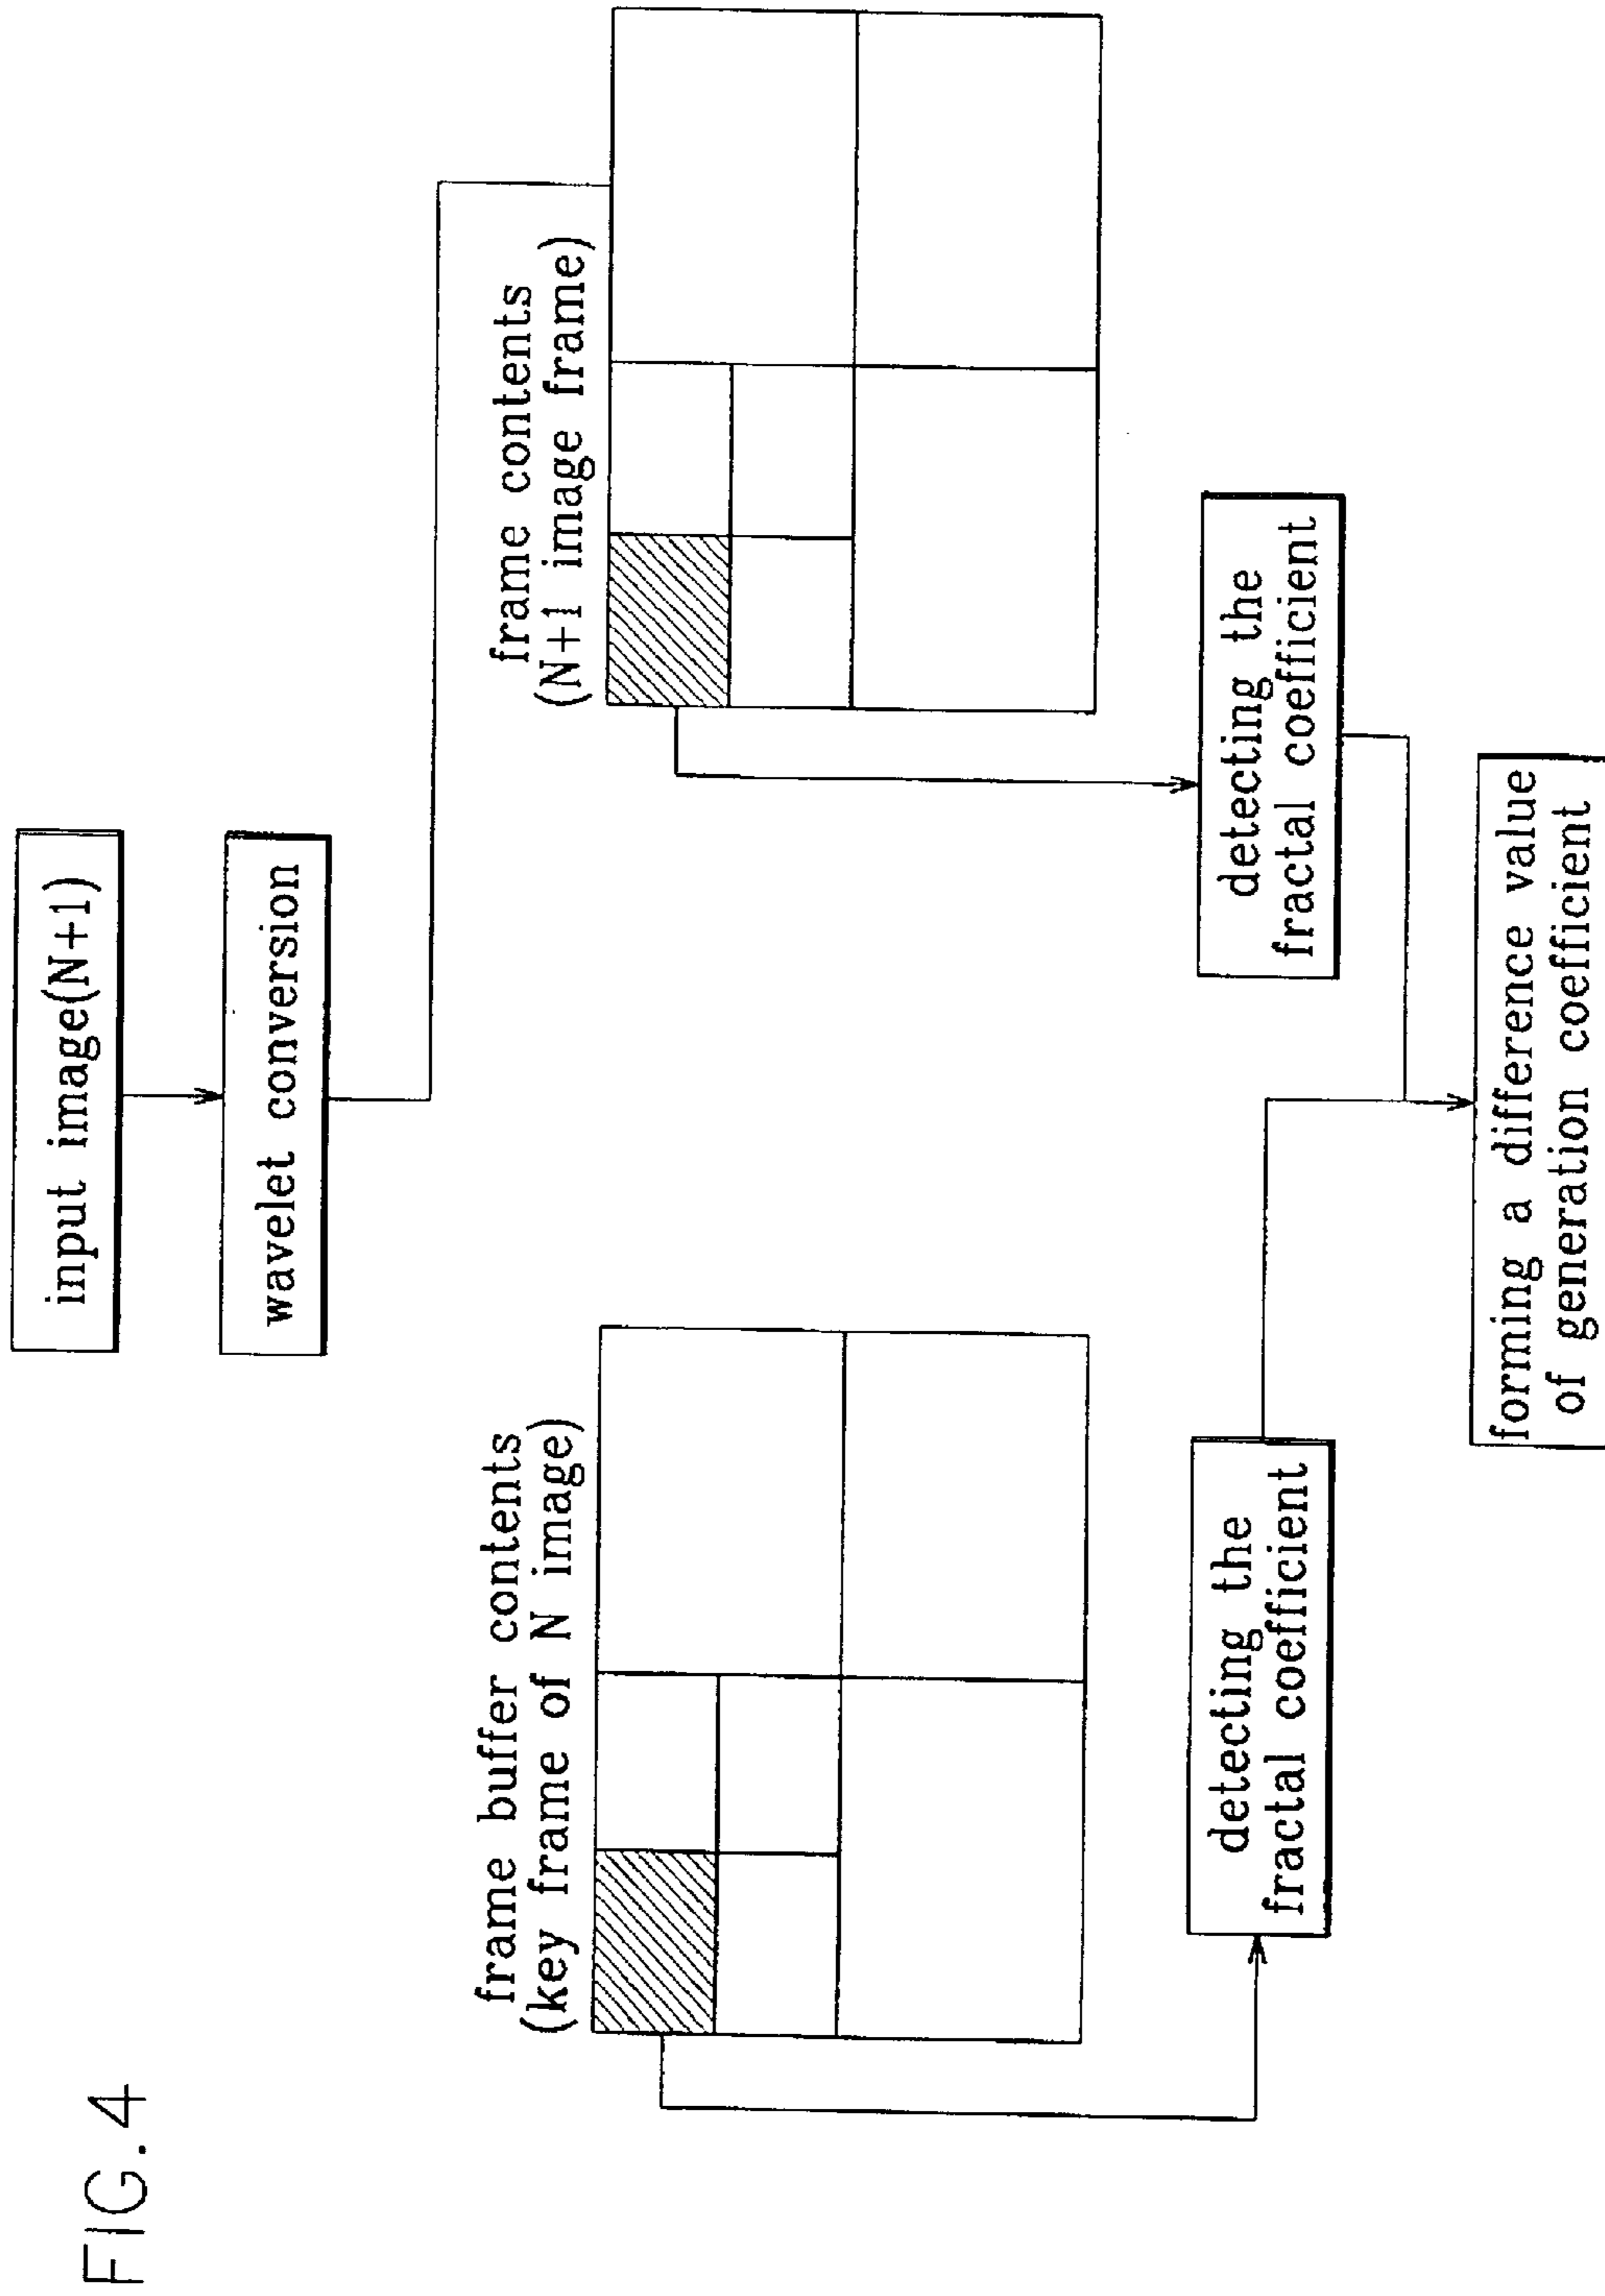 FIG.4
input image(N+1)
wavelet conversion
frame buffer contents
(key frame of N image)
frame contents
(N+1 image frame)
detecting the
fractal coefficient
detecting the
fractal coefficient
forming a difference value
of generation coefficient